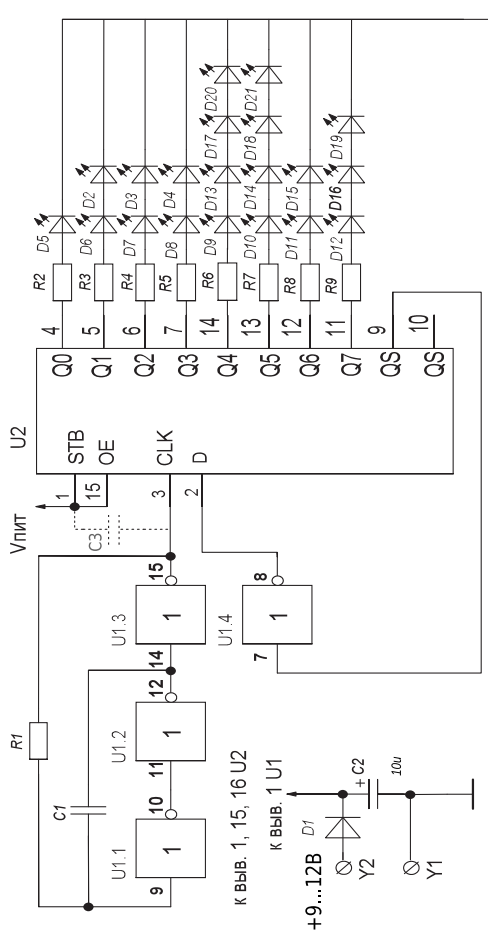 R1
C1
U1.1
1
9
10
U1.2
1
11
12
U1.3
1
14
15
U1.4
1
7
8
Vпит
C3
U2
1
STB
15
OE
3
CLK
2
D
Q0
4
R2
D5
Q1
5
R3
D6
D2
Q2
6
R4
D7
D3
Q3
7
R5
D8
D4
Q4
14
R6
D9
D13
D17
D20
Q5
13
R7
D10
D14
D18
D21
Q6
12
R8
D11
D15
Q7
11
R9
D12
D16
D19
QS
9
QS
10
к выв. 1, 15, 16 U2
к выв. 1 U1
+9...12В
D1
+ C2
10u
Y2
Y1